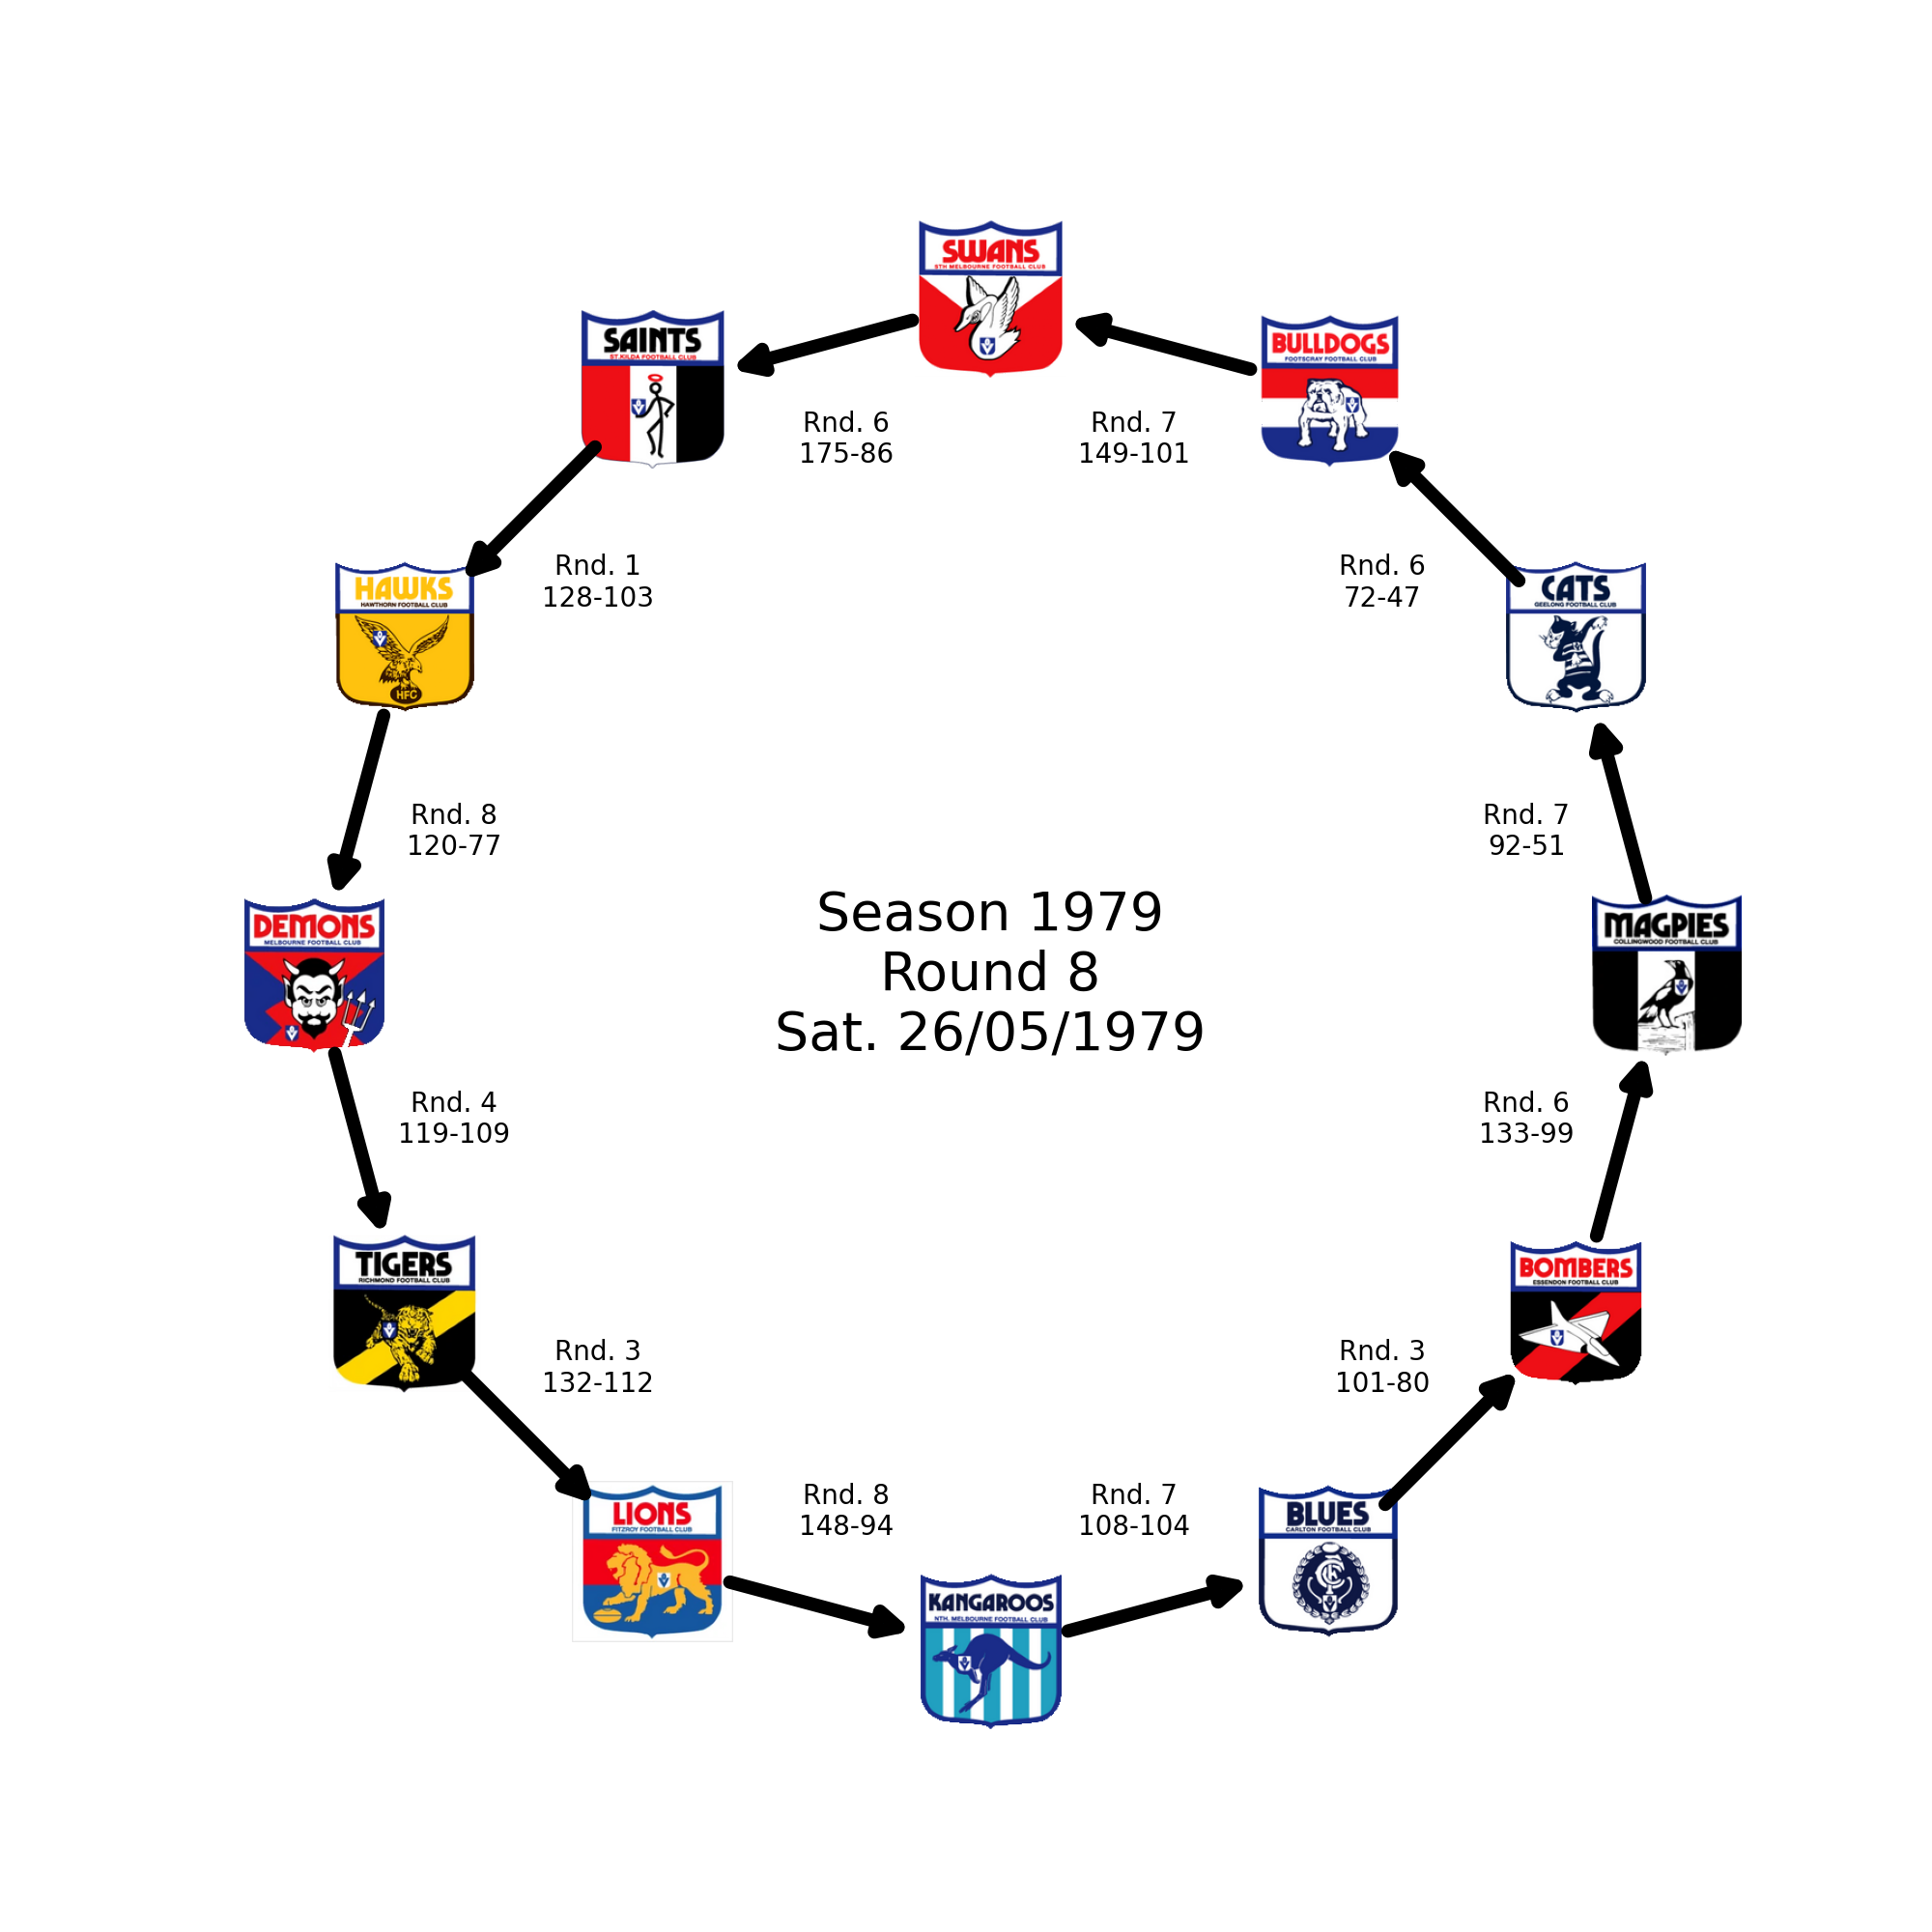 SWANS
STH MELBOURNE FOOTBALL CLUB
SAINTS
ST.KILDA FOOTBALL CLUB
BULLDOGS
FOOTSCRAY FOOTBALL CLUB
Rnd. 6
175-86
Rnd. 7
149-101
HAWKS
HAWTHORN FOOTBALL CLUB
HFC
Rnd. 1
128-103
Rnd. 6
72-47
CATS
GEELONG FOOTBALL CLUB
Rnd. 8
120-77
Rnd. 7
92-51
DEMONS
MELBOURNE FOOTBALL CLUB
Season 1979
Round 8
Sat. 26/05/1979
MAGPIES
COLLINGWOOD FOOTBALL CLUB
Rnd. 4
119-109
Rnd. 6
133-99
TIGERS
RICHMOND FOOTBALL CLUB
BOMBERS
ESSENDON FOOTBALL CLUB
Rnd. 3
132-112
Rnd. 3
101-80
LIONS
FITZROY FOOTBALL CLUB
Rnd. 8
148-94
Rnd. 7
108-104
BLUES
CARLTON FOOTBALL CLUB
CFC
KANGAROOS
NTH. MELBOURNE FOOTBALL CLUB